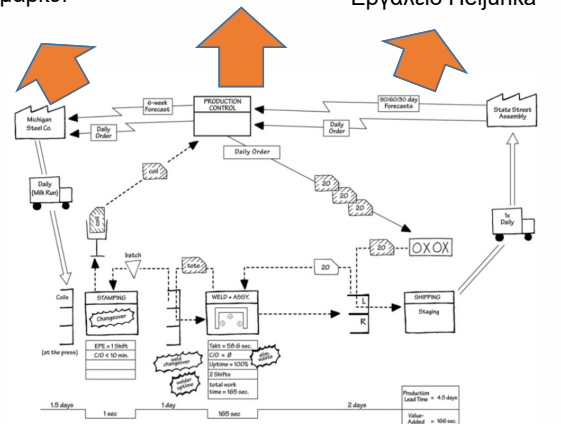 Εργαλείο Heijunka
6-week
Forecast
PRODUCTION
CONTROL
90/60/30 day
Forecasts
Michigan
Steel Co.
State Street
Assembly
Daily
Order
Daily
Order
Daily Order
coil
20
20
20
Daily
(Milk Run)
coil
1x
Daily
batch
tote
20
20
OXOX
Coils
STAMPING
Changeover
WELD + ASSY.
L
R
SHIPPING
Staging
(at the press)
EPE = 1 Shift
C/O < 10 min.
Takt = 59.6 sec.
C/O = Ø
Uptime = 100%
2 Shifts
total work
time = 165 sec.
weld
changeover
welder
uptime
Production
Lead Time = 4.5 days
Value-
Added = 166 sec.
1.5 days
1 sec
1 day
165 sec
2 days